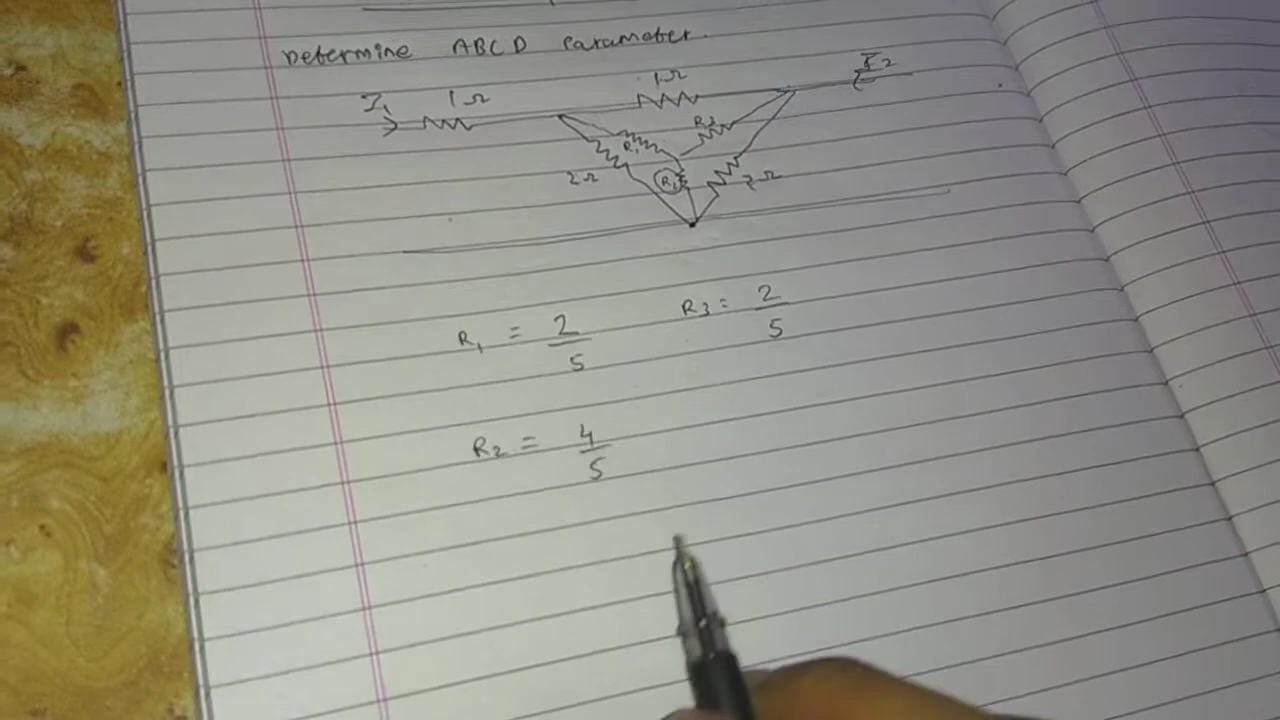 Determine ABCD Parameter.
I1 1Ω 1Ω I2
R1 R3
2Ω R2 2Ω
R1 = 2/5 R3 = 2/5
R2 = 4/5